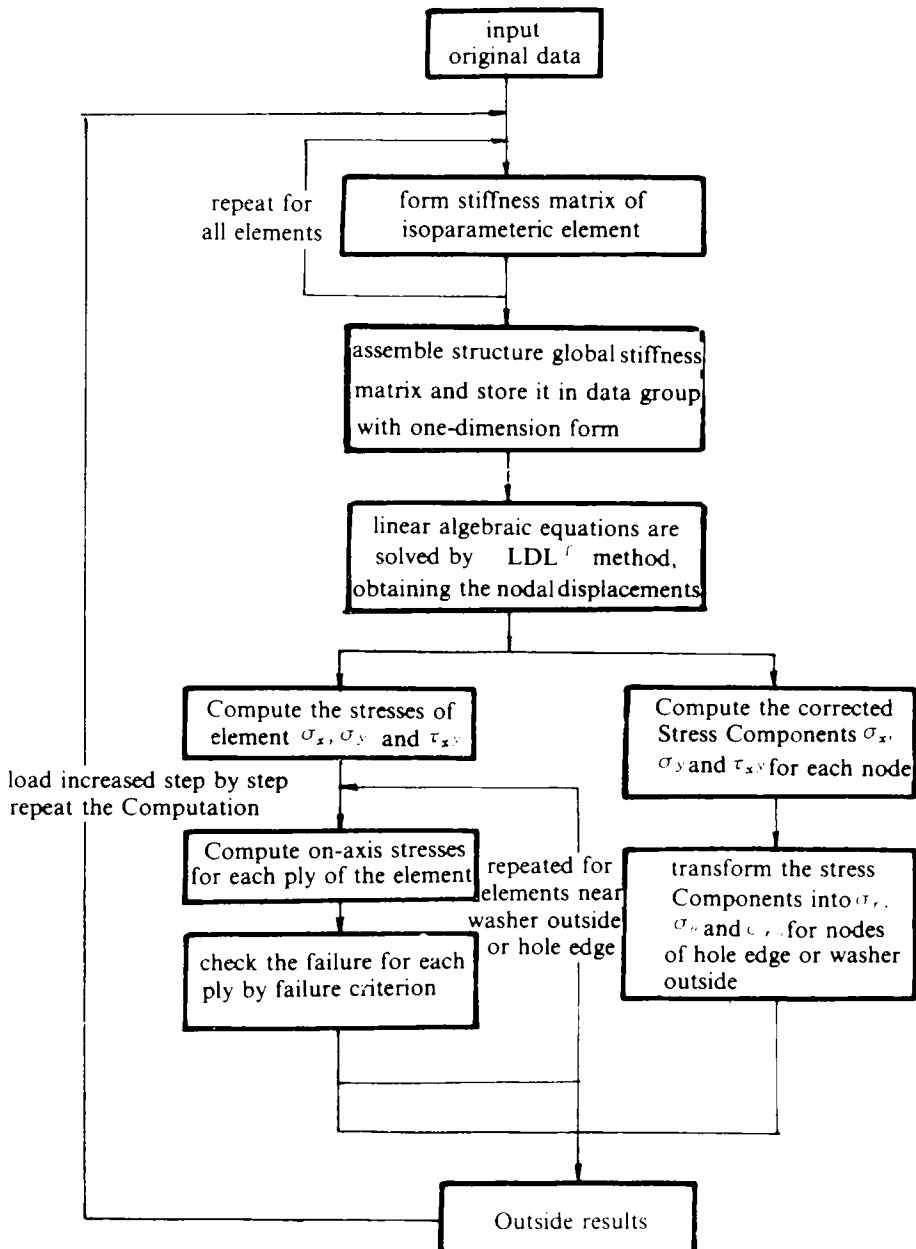 input
original data
repeat for
all elements
form stiffness matrix of
isoparameteric element
assemble structure global stiffness
matrix and store it in data group
with one-dimension form
linear algebraic equations are
solved by LDL method,
obtaining the nodal displacements
Compute the stresses of
element σx, σy and τxy
Compute the corrected
Stress Components σx,
σy and τxy for each node
load increased step by step
repeat the Computation
Compute on-axis stresses
for each ply of the element
repeated for
elements near
washer outside
or hole edge
transform the stress
Components into σr,
and for nodes
of hole edge or washer
outside
check the failure for each
ply by failure criterion
Outside results